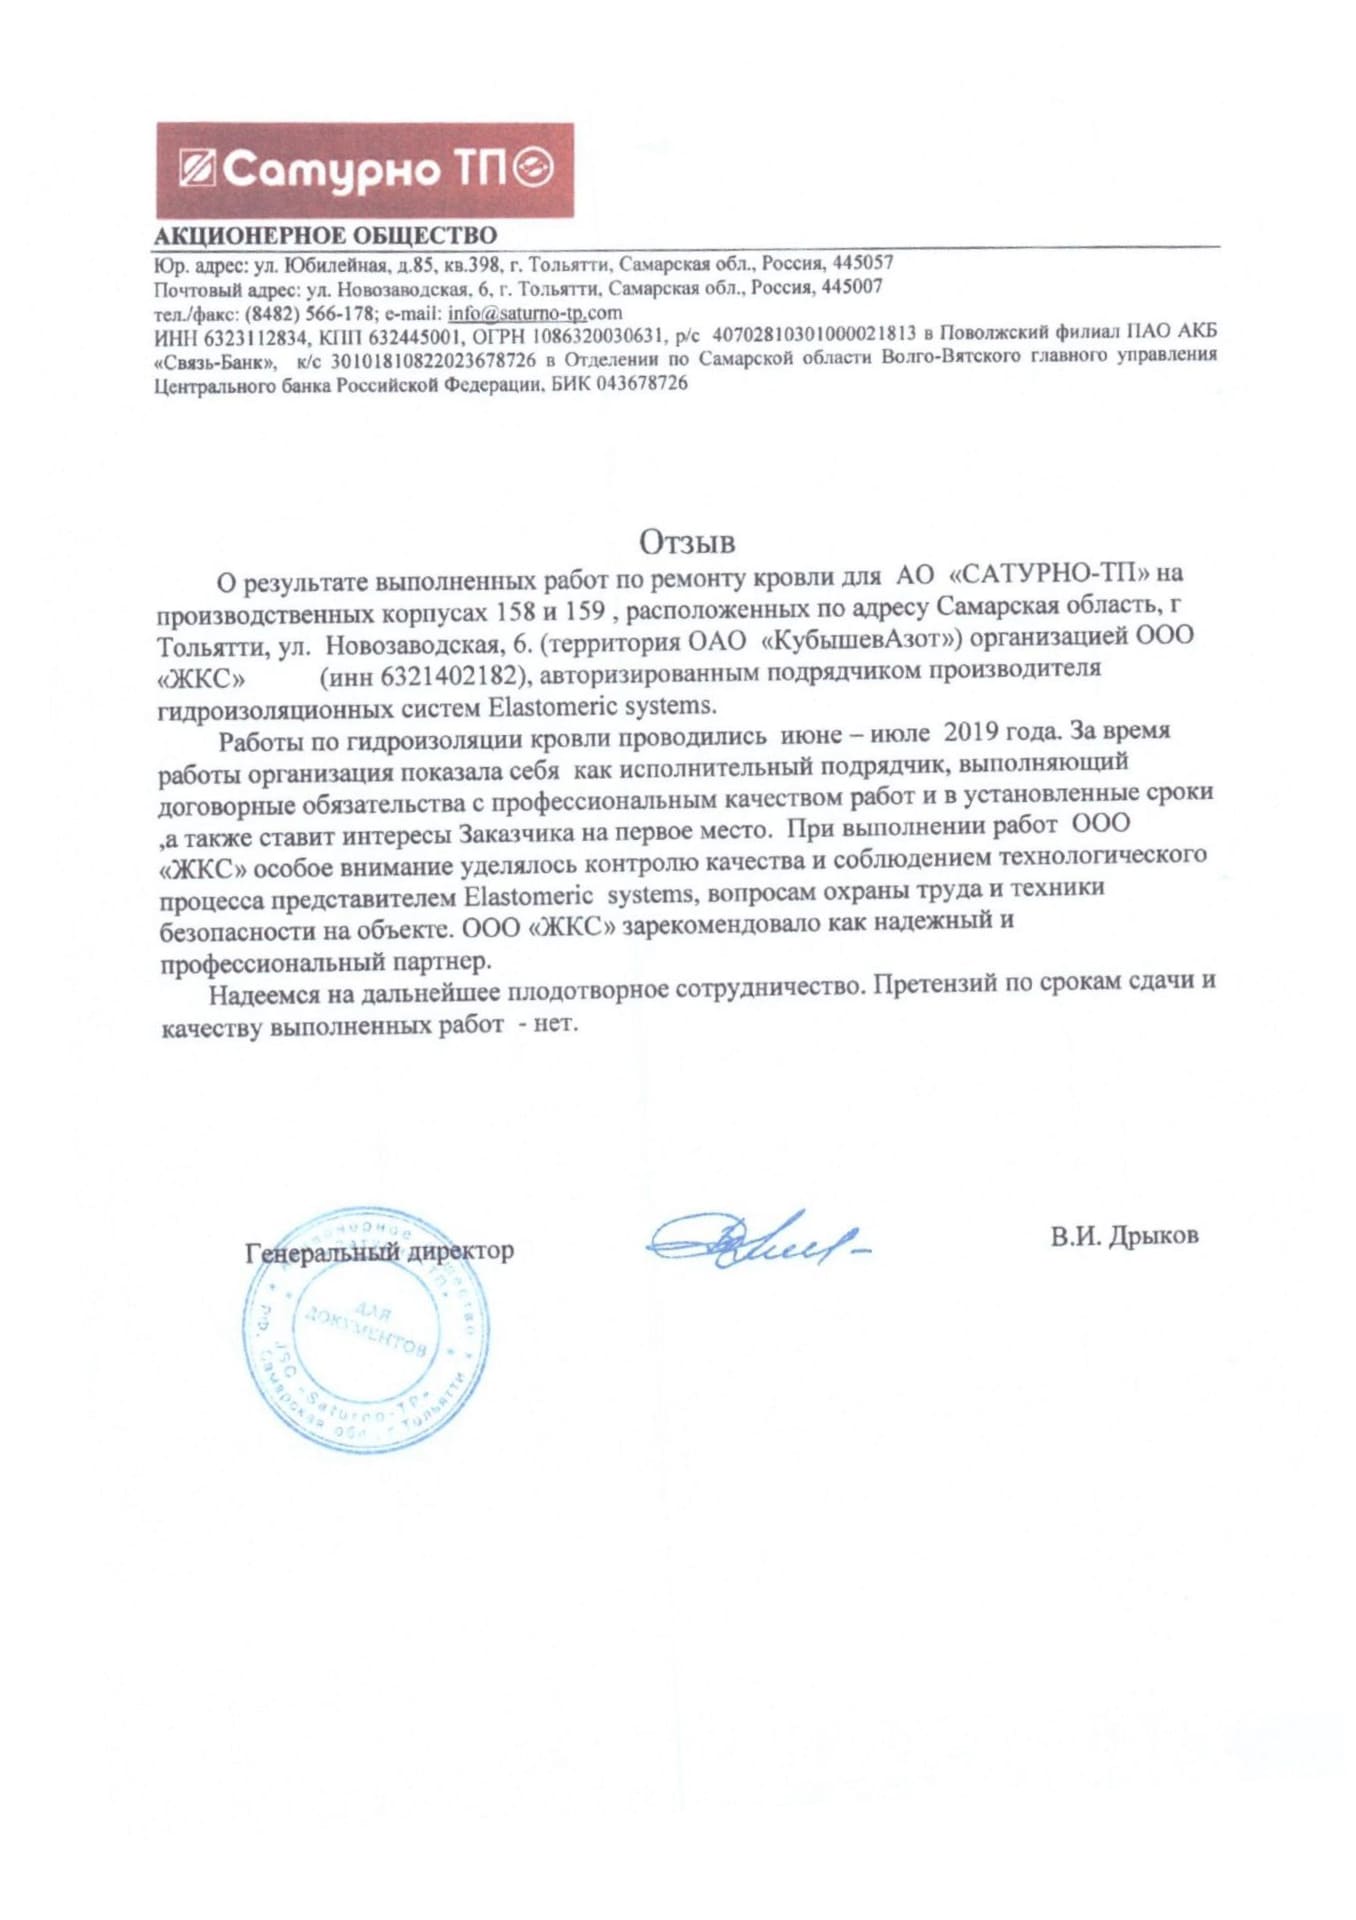 Сатурно ТП
АКЦИОНЕРНОЕ ОБЩЕСТВО
Юр. адрес: ул. Юбилейная, д.85, кв.398, г. Тольятти, Самарская обл., Россия, 445057
Почтовый адрес: ул. Новозаводская, 6, г. Тольятти, Самарская обл., Россия, 445007
тел./факс: (8482) 566-178; e-mail: info@saturno-tp.com
ИНН 6323112834, КПП 632445001, ОГРН 1086320030631, р/с 40702810301000021813 в Поволжский филиал ПАО АКБ
«Связь-Банк», к/с 30101810822023678726 в Отделении по Самарской области Волго-Вятского главного управления
Центрального банка Российской Федерации, БИК 043678726
Отзыв
О результате выполненных работ по ремонту кровли для АО «САТУРНО-ТП» на
производственных корпусах 158 и 159 , расположенных по адресу Самарская область, г
Тольятти, ул. Новозаводская, 6. (территория ОАО «КубышевАзот») организацией ООО
«ЖКС» (инн 6321402182), авторизированным подрядчиком производителя
гидроизоляционных систем Elastomeric systems.
Работы по гидроизоляции кровли проводились июне – июле 2019 года. За время
работы организация показала себя как исполнительный подрядчик, выполняющий
договорные обязательства с профессиональным качеством работ и в установленные сроки
,а также ставит интересы Заказчика на первое место. При выполнении работ ООО
«ЖКС» особое внимание уделялось контролю качества и соблюдением технологического
процесса представителем Elastomeric systems, вопросам охраны труда и техники
безопасности на объекте. ООО «ЖКС» зарекомендовало как надежный и
профессиональный партнер.
Надеемся на дальнейшее плодотворное сотрудничество. Претензий по срокам сдачи и
качеству выполненных работ - нет.
Генеральный директор
В.И. Дрыков
ДЛЯ
ДОКУМЕНТОВ
JSC «Saturno-TP»
РФ, Самарская обл., г. Тольятти